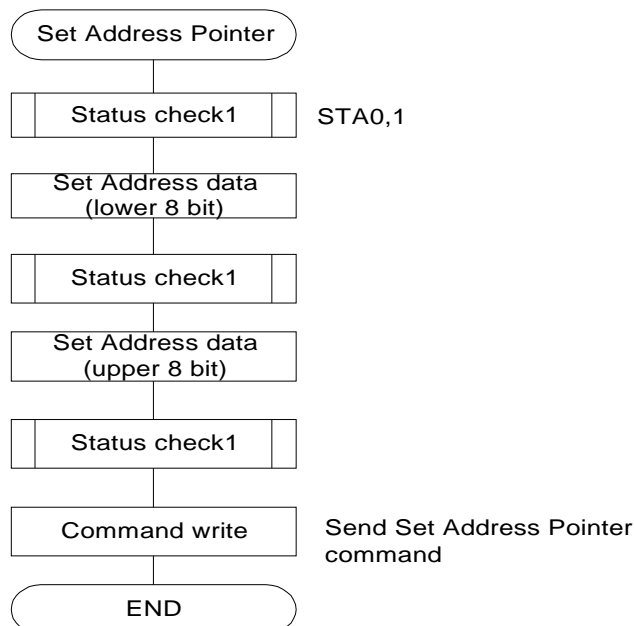 Set Address Pointer
Status check1
STA0,1
Set Address data
(lower 8 bit)
Status check1
Set Address data
(upper 8 bit)
Status check1
Command write
Send Set Address Pointer
command
END